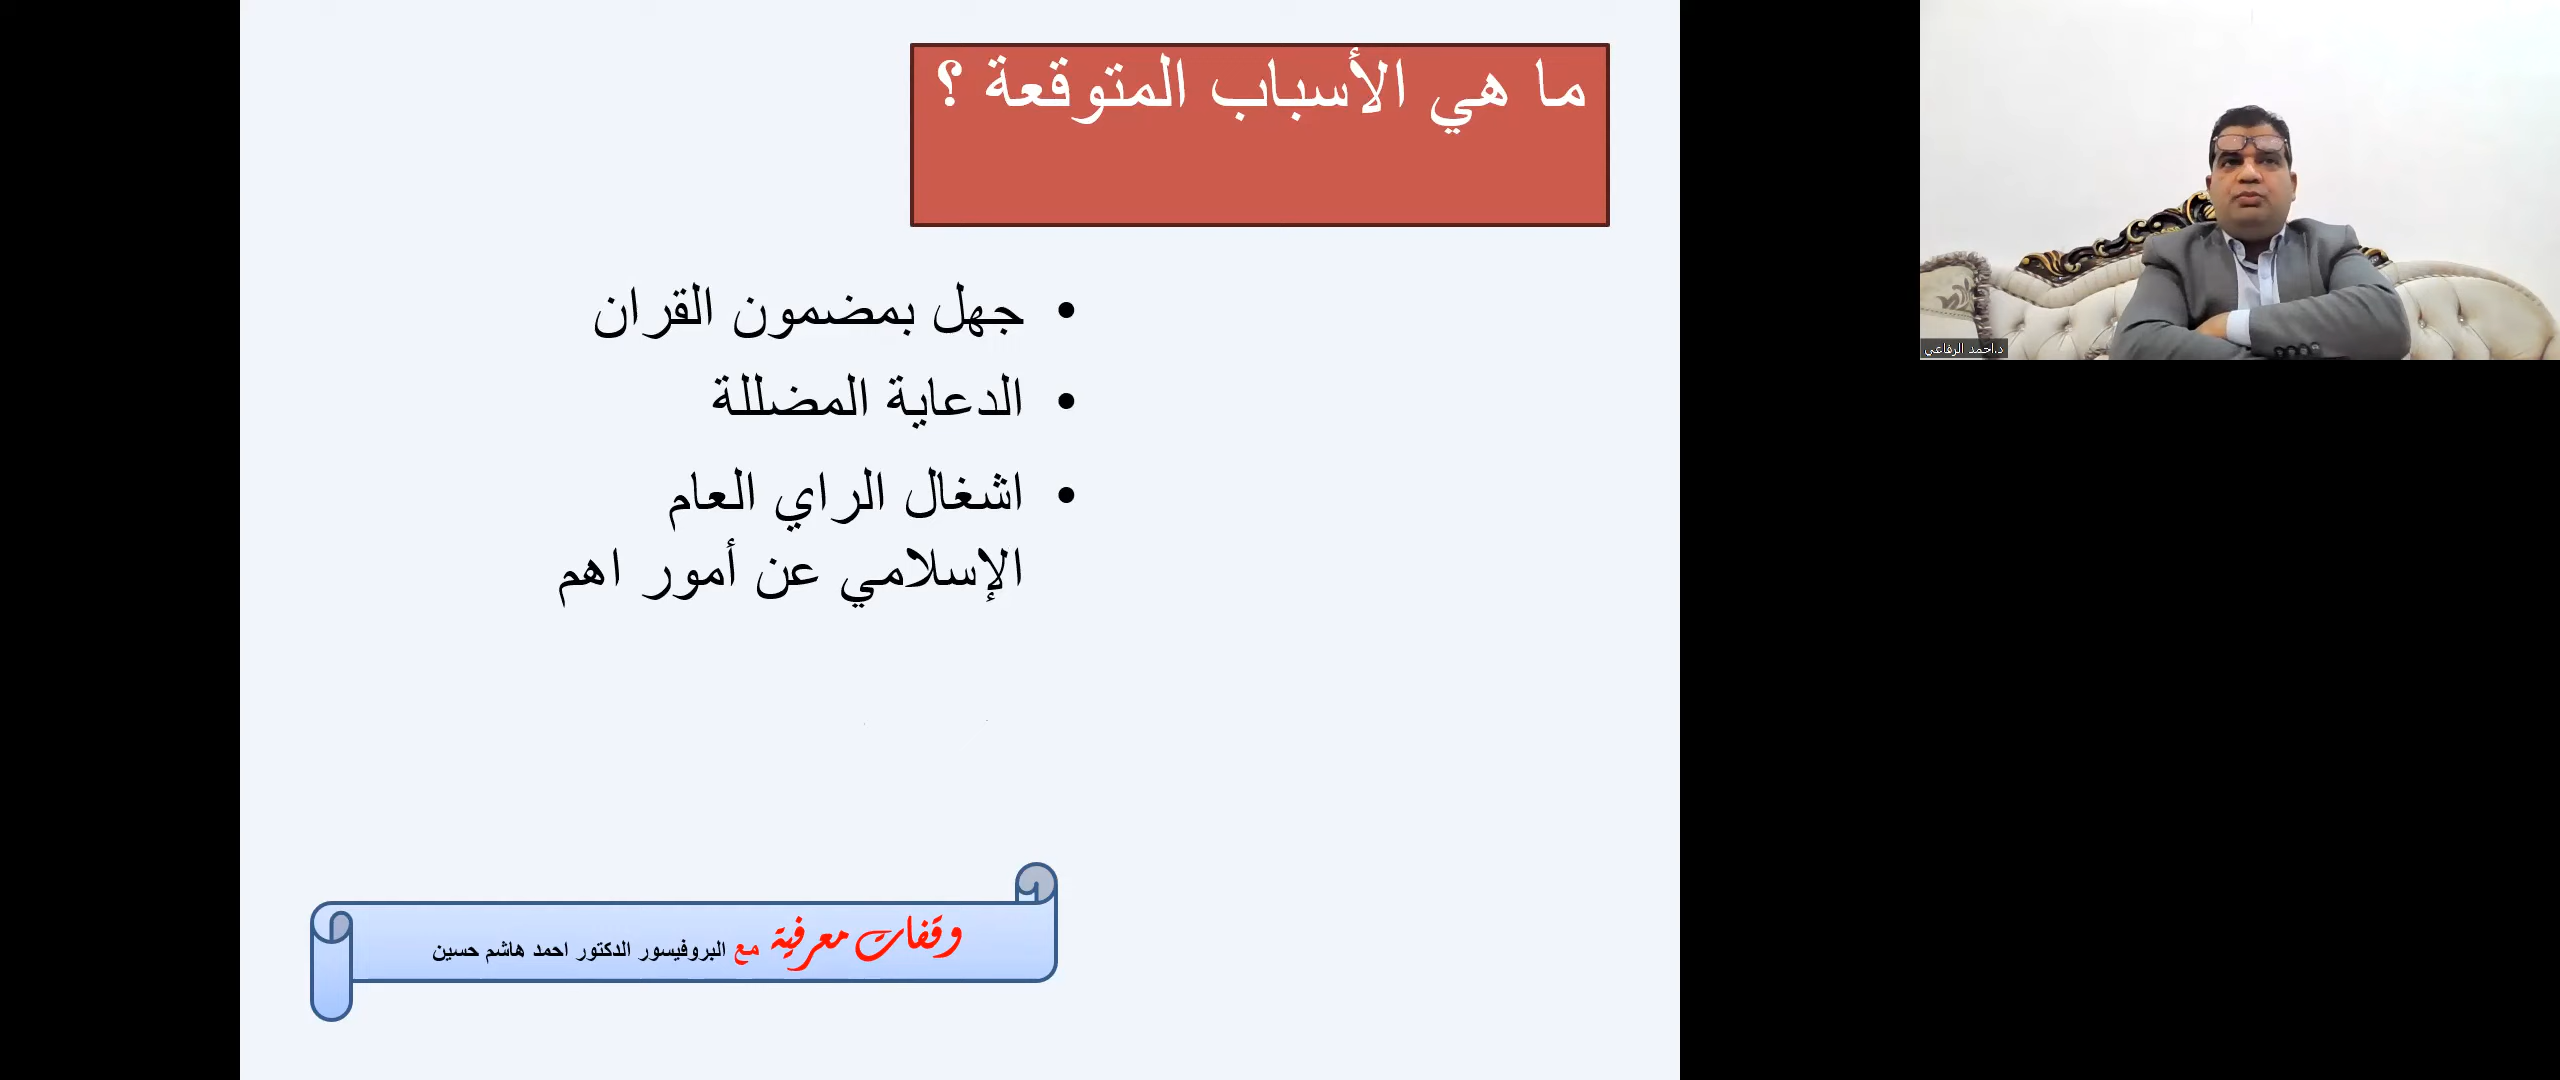 ما هي الأسباب المتوقعة ؟
• جهل بمضمون القران
• الدعاية المضللة
• اشغال الراي العام
الإسلامي عن أمور اهم
وقفات معرفية مع البروفيسور الدكتور احمد هاشم حسين
د.احمد الرفاعي